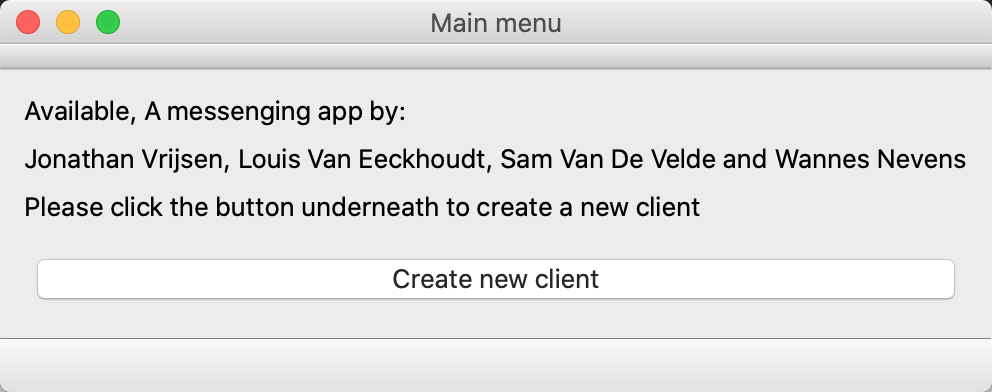 Main menu
Available, A messenging app by:
Jonathan Vrijsen, Louis Van Eeckhoudt, Sam Van De Velde and Wannes Nevens
Please click the button underneath to create a new client
Create new client